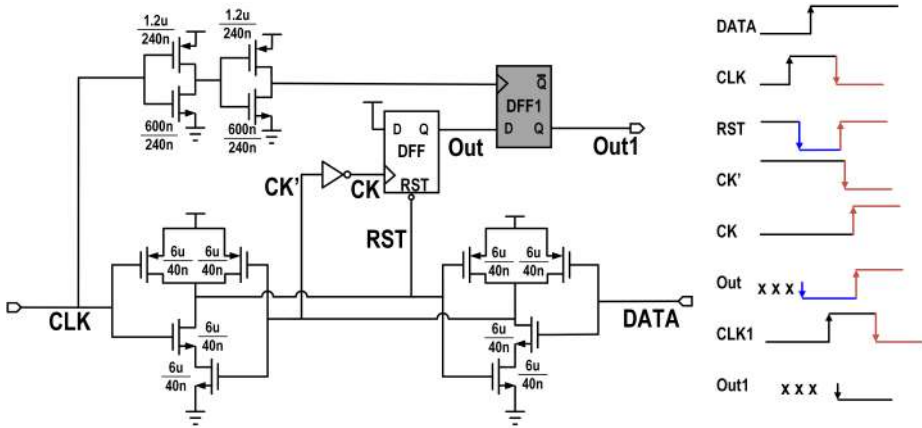 1.2u
240n
1.2u
240n
600n
240n
600n
240n
Q
DFF1
D Q
Out1
D Q
DFF
RST
Out
CK'
CK
RST
6u
40n
6u
40n
6u
40n
6u
40n
CLK
6u
40n
6u
40n
6u
40n
6u
40n
DATA
DATA
CLK
RST
CK'
CK
Out
x x x
CLK1
Out1
x x x